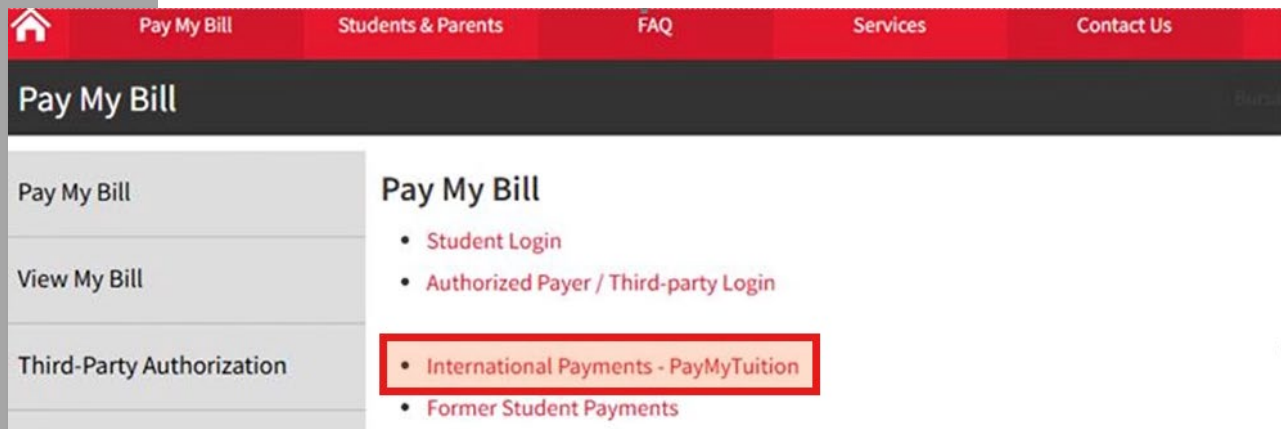 Pay My Bill Students & Parents FAQ Services Contact Us
Pay My Bill
Pay My Bill
View My Bill
Third-Party Authorization
Pay My Bill
• Student Login
• Authorized Payer / Third-party Login
• International Payments - PayMyTuition
• Former Student Payments